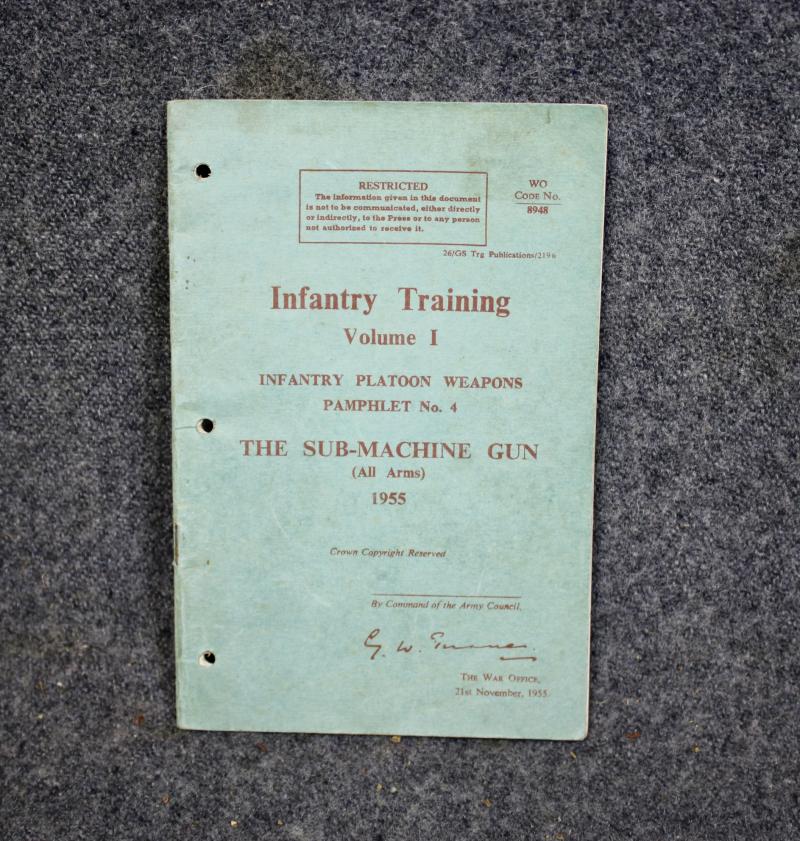 RESTRICTED
The information given in this document
is not to be communicated, either directly
or indirectly, to the Press or to any person
not authorized to receive it.
WO
CODE NO.
8948
26/GS Trg Publications/2196
Infantry Training
Volume I
INFANTRY PLATOON WEAPONS
PAMPHLET No. 4
THE SUB-MACHINE GUN
(All Arms)
1955
Crown Copyright Reserved
By Command of the Army Council,
G. W.
THE WAR OFFICE,
21st November, 1955